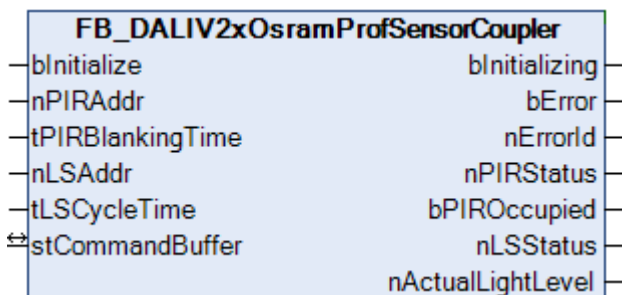 FB_DALIV2xOsramProfSensorCoupler
bInitialize bInitializing
nPIRAddr bError
tPIRBlankingTime nErrorId
nLSAddr nPIRStatus
tLSCycleTime bPIROccupied
stCommandBuffer nLSStatus
nActualLightLevel